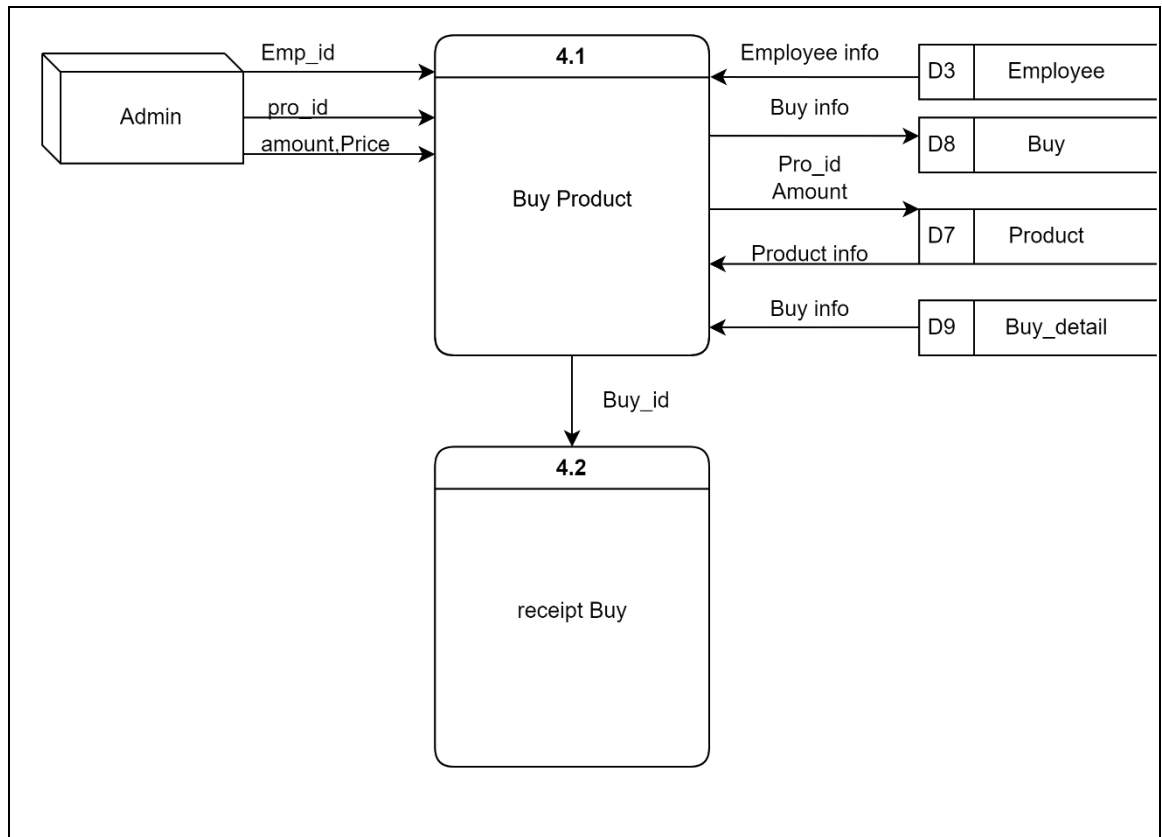 Admin
Emp_id
pro_id
amount,Price
4.1
Buy Product
Employee info
D3 Employee
Buy info
D8 Buy
Pro_id
Amount
D7 Product
Product info
Buy info
D9 Buy_detail
Buy_id
4.2
receipt Buy